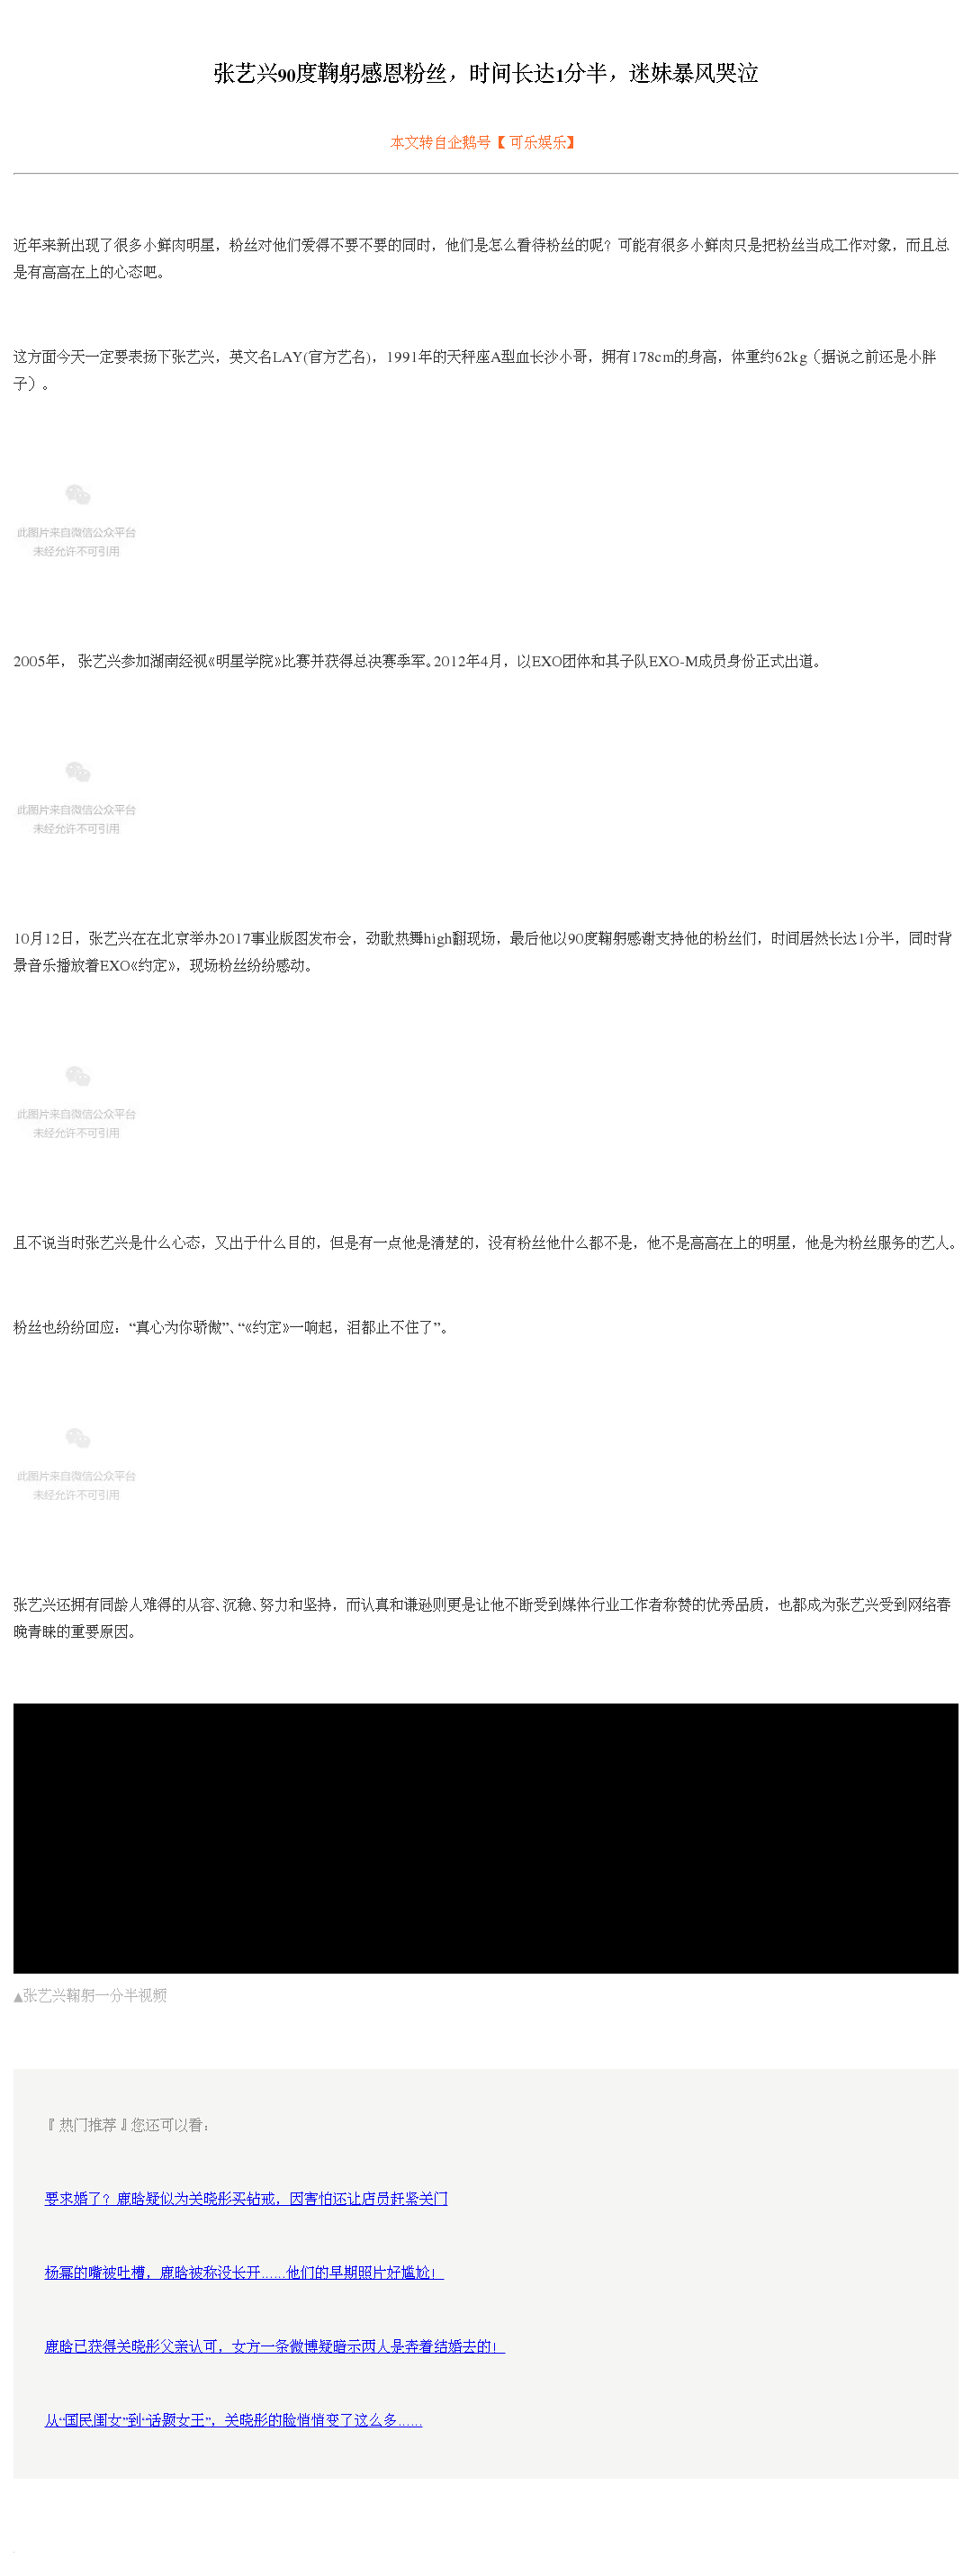 张艺兴90度鞠躬感恩粉丝，时间长达1分半，迷妹暴风哭泣
本文转自企鹅号【 可乐娱乐】
近年来新出现了很多小鲜肉明星，粉丝对他们爱得不要不要的同时，他们是怎么看待粉丝的呢？可能有很多小鲜肉只是把粉丝当成工作对象，而且总
是有高高在上的心态吧。
这方面今天一定要表扬下张艺兴，英文名LAY(官方艺名)，1991年的天秤座A型血长沙小哥，拥有178cm的身高，体重约62kg（据说之前还是小胖
子）。
此图片来自微信公众平台
未经允许不可引用
2005年， 张艺兴参加湖南经视《明星学院》比赛并获得总决赛季军。2012年4月，以EXO团体和其子队EXO-M成员身份正式出道。
此图片来自微信公众平台
未经允许不可引用
10月12日，张艺兴在在北京举办2017事业版图发布会，劲歌热舞high翻现场，最后他以90度鞠躬感谢支持他的粉丝们，时间居然长达1分半，同时背
景音乐播放着EXO《约定》，现场粉丝纷纷感动。
此图片来自微信公众平台
未经允许不可引用
且不说当时张艺兴是什么心态，又出于什么目的，但是有一点他是清楚的，没有粉丝他什么都不是，他不是高高在上的明星，他是为粉丝服务的艺人。
粉丝也纷纷回应：“真心为你骄傲”、“《约定》一响起，泪都止不住了”。
此图片来自微信公众平台
未经允许不可引用
张艺兴还拥有同龄人难得的从容、沉稳、努力和坚持，而认真和谦逊则更是让他不断受到媒体行业工作者称赞的优秀品质，也都成为张艺兴受到网络春
晚青睐的重要原因。
▲张艺兴鞠躬一分半视频
『 热门推荐 』您还可以看：
要求婚了？鹿晗疑似为关晓彤买钻戒，因害怕还让店员赶紧关门
杨幂的嘴被吐槽，鹿晗被称没长开......他们的早期照片好尴尬！
鹿晗已获得关晓彤父亲认可，女方一条微博疑暗示两人是奔着结婚去的！
从“国民闺女”到“话题女王”，关晓彤的脸悄悄变了这么多......